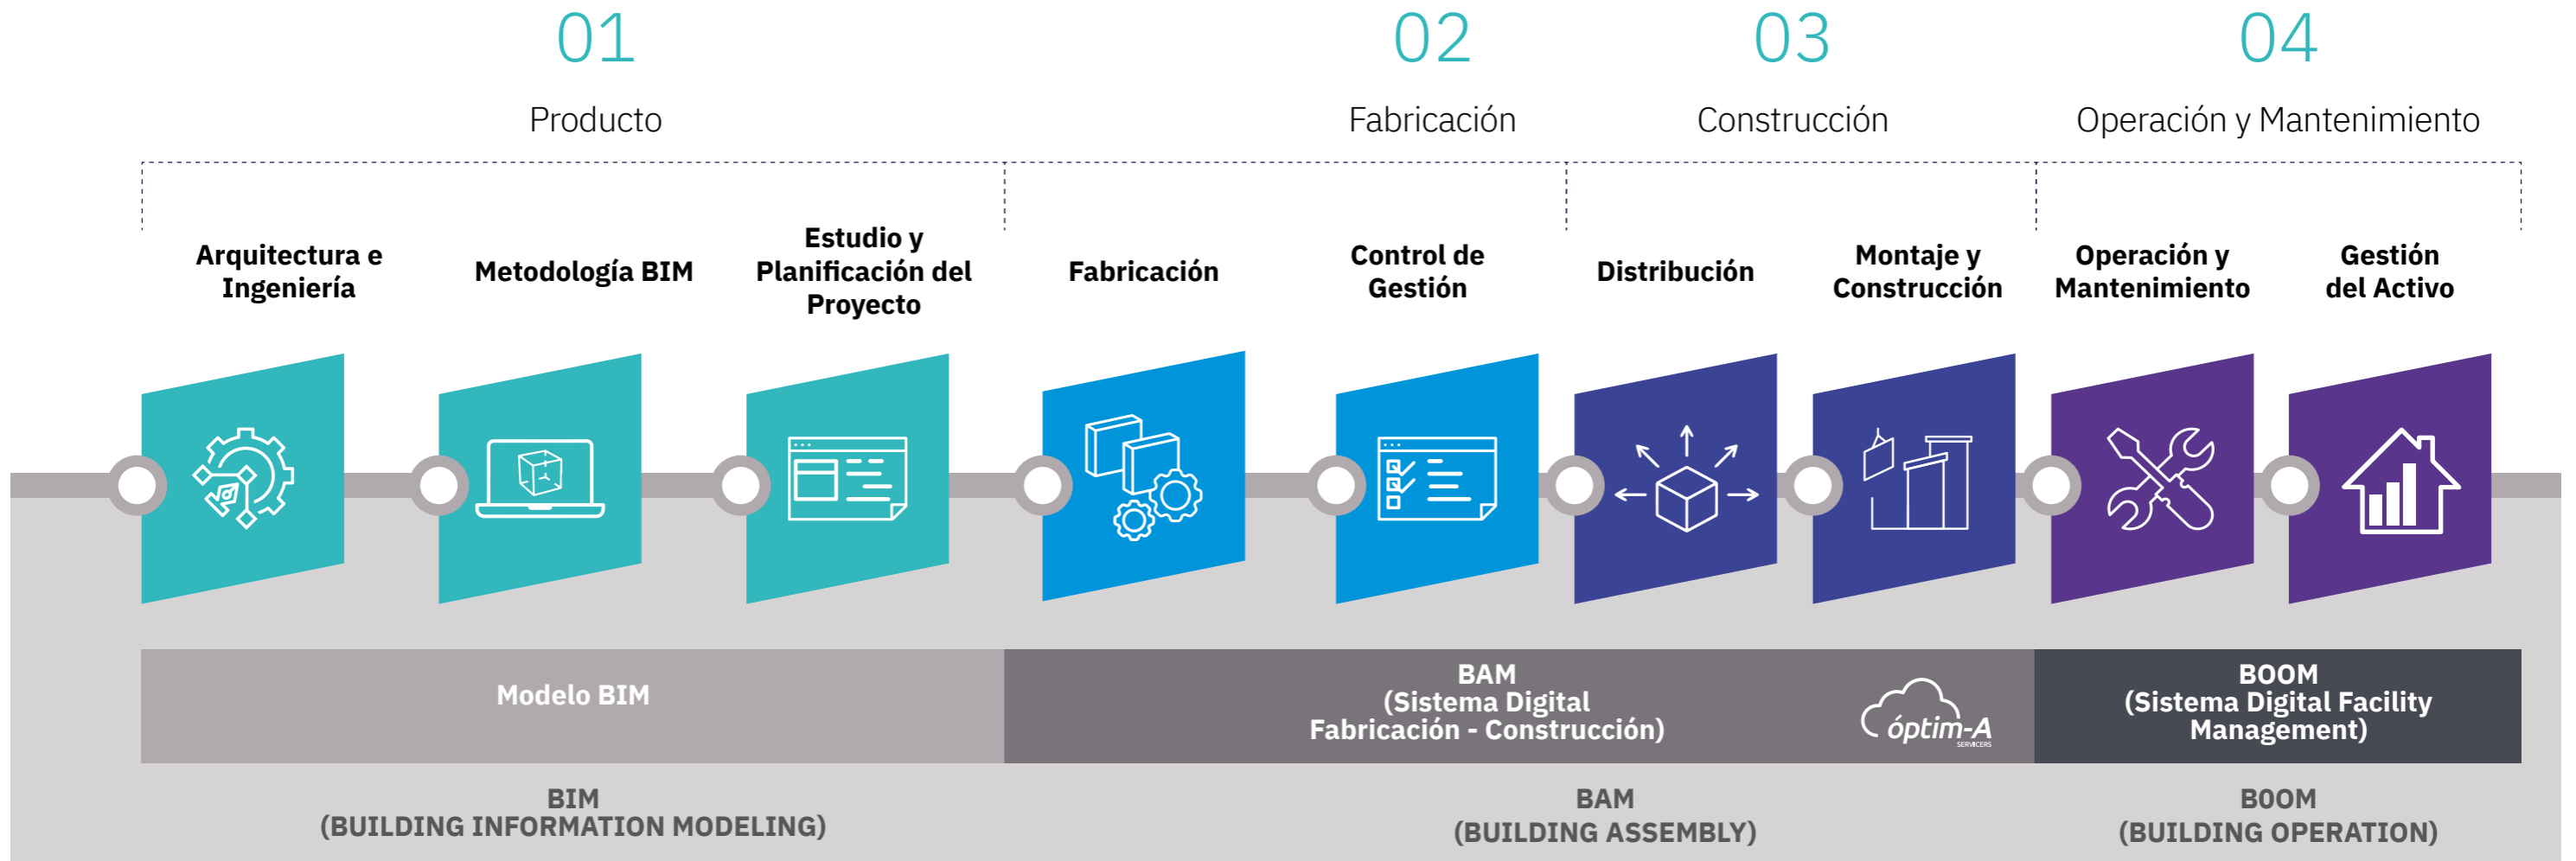 01
02
03
04
Producto
Fabricación
Construcción
Operación y Mantenimiento
Arquitectura e
Ingeniería
Metodología BIM
Estudio y
Planificación del
Proyecto
Fabricación
Control de
Gestión
Distribución
Montaje y
Construcción
Operación y
Mantenimiento
Gestión
del Activo
Modelo BIM
BAM
(Sistema Digital
Fabricación - Construcción)
óptim-A
SERVICERS
BOOM
(Sistema Digital Facility
Management)
BIM
(BUILDING INFORMATION MODELING)
BAM
(BUILDING ASSEMBLY)
B0OM
(BUILDING OPERATION)